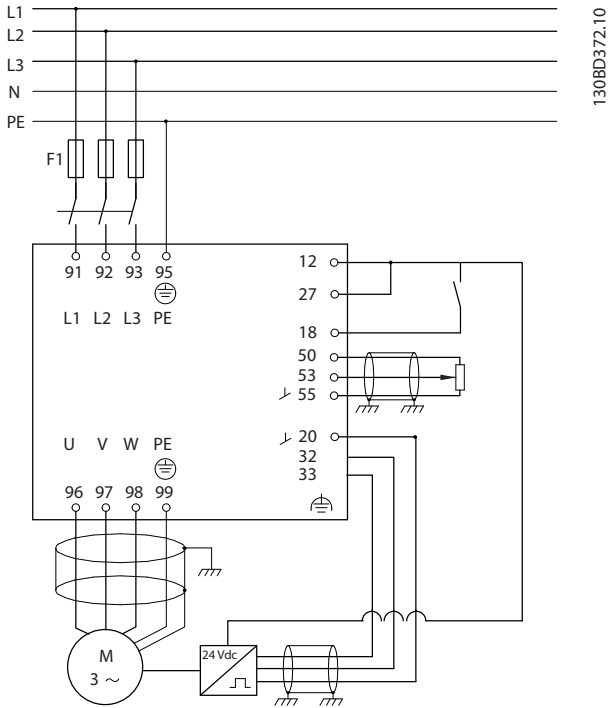 L1
L2
L3
N
PE
130BD372.10
F1
91 92 93 95
L1 L2 L3 PE
12
27
18
50
53
55
20
32
33
U V W PE
96 97 98 99
M
3 ~
24 Vdc